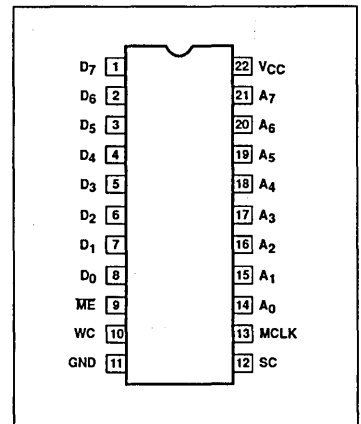 D7 1 22 VCC
D6 2 21 A7
D5 3 20 A6
D4 4 19 A5
D3 5 18 A4
D2 6 17 A3
D1 7 16 A2
D0 8 15 A1
M̅E̅ 9 14 A0
WC 10 13 MCLK
GND 11 12 SC